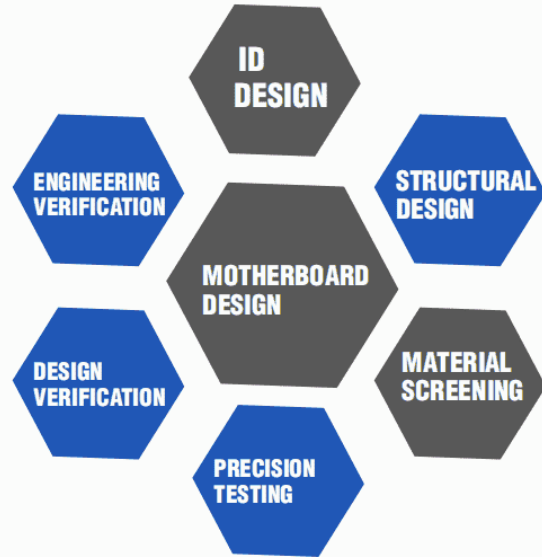 ID
DESIGN
ENGINEERING
VERIFICATION
STRUCTURAL
DESIGN
MOTHERBOARD
DESIGN
DESIGN
VERIFICATION
MATERIAL
SCREENING
PRECISION
TESTING